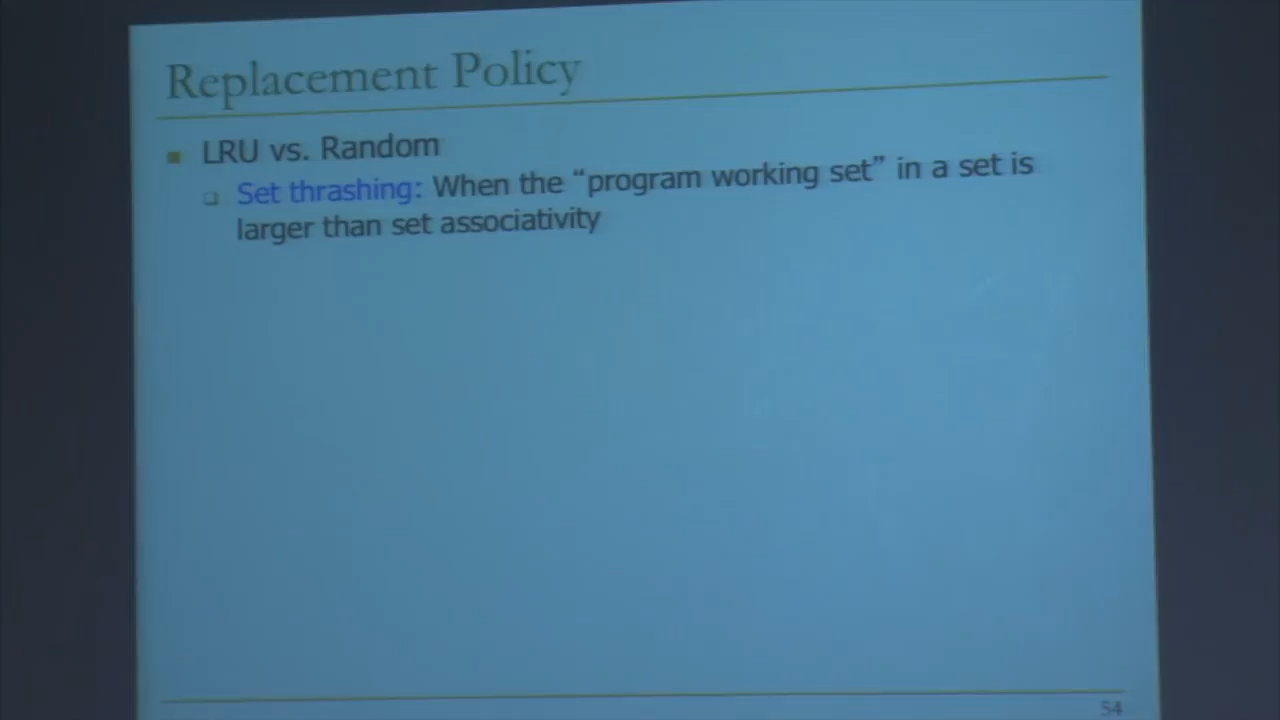 Replacement Policy
LRU vs. Random
Set thrashing: When the “program working set” in a set is
larger than set associativity
54